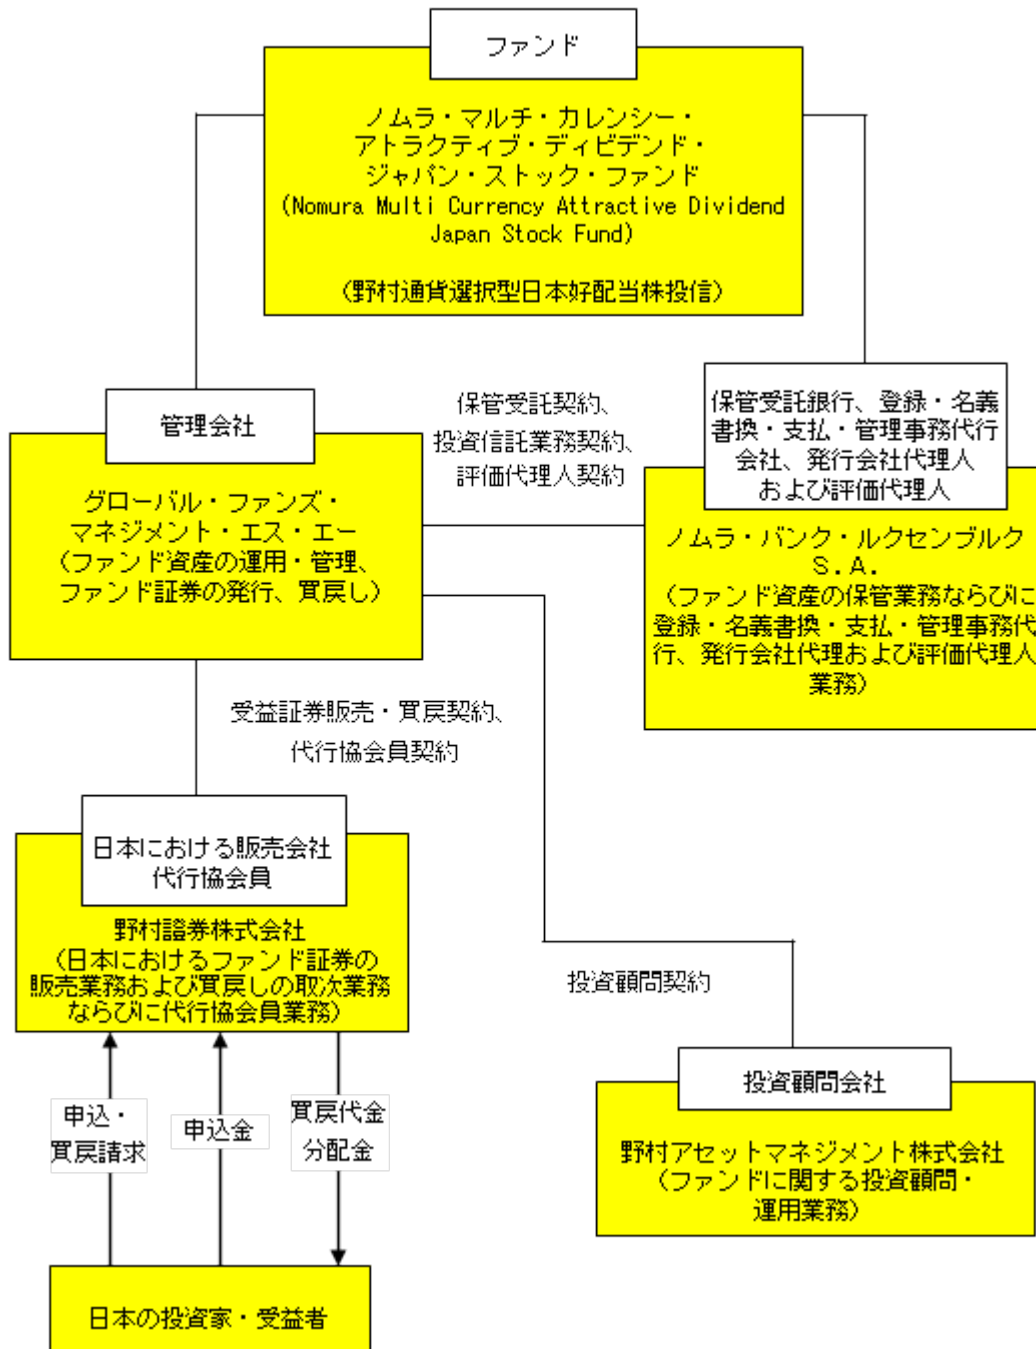 ファンド
ノムラ・マルチ・カレンシー・
アトラクティブ・ディビデンド・
ジャパン・ストック・ファンド
(Nomura Multi Currency Attractive Dividend
Japan Stock Fund)
（野村通貨選択型日本好配当株投信）
管理会社
グローバル・ファンズ・
マネジメント・エス・エー
（ファンド資産の運用・管理、
ファンド証券の発行、買戻し）
保管受託契約、
投資信託業務契約、
評価代理人契約
保管受託銀行、登録・名義
書換・支払・管理事務代行
会社、発行会社代理人
および評価代理人
ノムラ・バンク・ルクセンブルク
Ｓ．Ａ．
（ファンド資産の保管業務ならびに
登録・名義書換・支払・管理事務代
行、発行会社代理および評価代理人
業務）
受益証券販売・買戻契約、
代行協会員契約
日本における販売会社
代行協会員
野村證券株式会社
（日本におけるファンド証券の
販売業務および買戻しの取次業務
ならびに代行協会員業務）
投資顧問契約
投資顧問会社
野村アセットマネジメント株式会社
（ファンドに関する投資顧問・
運用業務）
申込・
買戻請求
申込金
買戻代金
分配金
日本の投資家・受益者